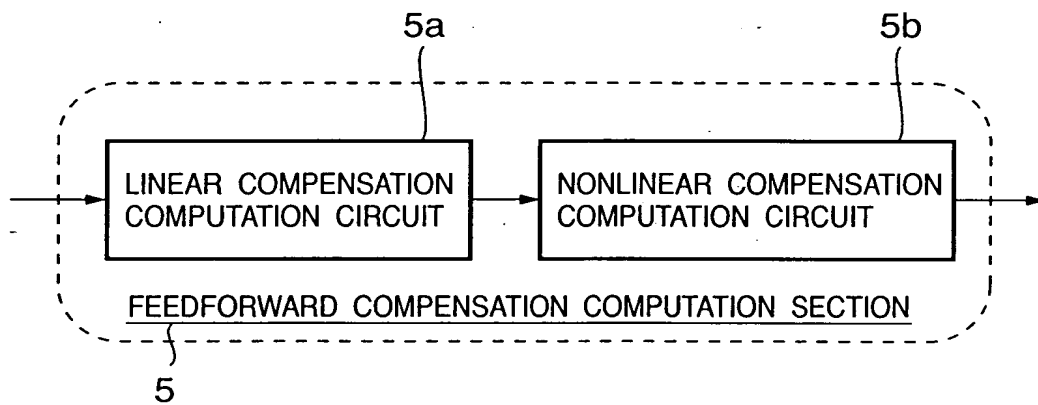 5a
5b
LINEAR COMPENSATION
COMPUTATION CIRCUIT
NONLINEAR COMPENSATION
COMPUTATION CIRCUIT
FEEDFORWARD COMPENSATION COMPUTATION SECTION
5